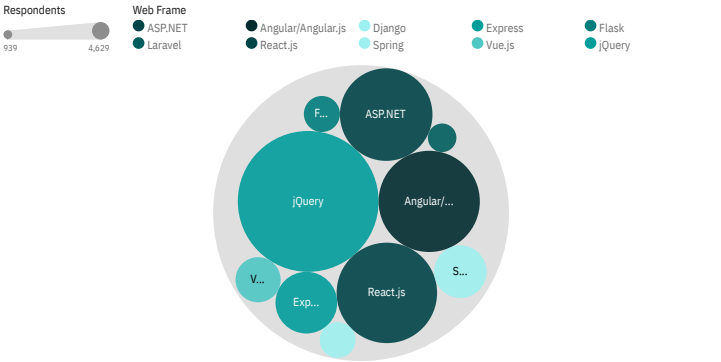 Respondents
939 4,629
Web Frame
ASP.NET Angular/Angular.js Django Express Flask
Laravel React.js Spring Vue.js jQuery
F...
ASP.NET
jQuery
Angular/...
S...
V...
React.js
Exp...